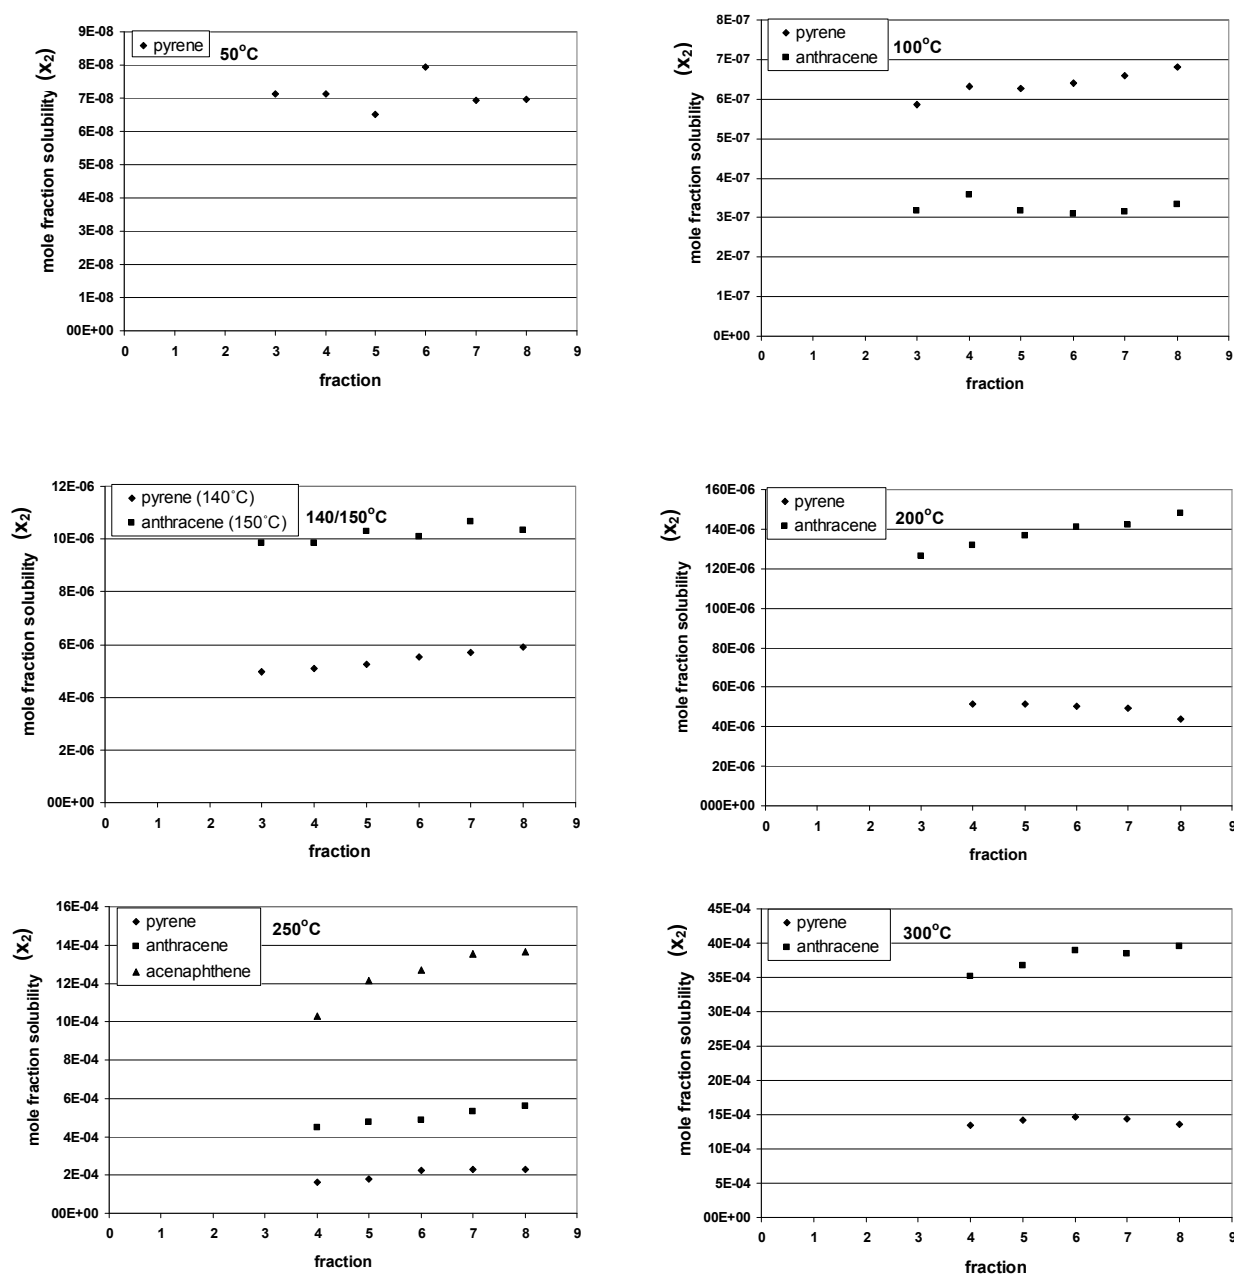 pyrene
50°C
mole fraction solubility (x₂)
9E-08
8E-08
7E-08
6E-08
5E-08
4E-08
3E-08
2E-08
1E-08
00E+00
0 1 2 3 4 5 6 7 8 9
fraction
pyrene
anthracene
100°C
mole fraction solubility (x₂)
8E-07
7E-07
6E-07
5E-07
4E-07
3E-07
2E-07
1E-07
0E+00
0 1 2 3 4 5 6 7 8 9
fraction
pyrene (140°C)
anthracene (150°C)
140/150°C
mole fraction solubility (x₂)
12E-06
10E-06
8E-06
6E-06
4E-06
2E-06
00E+00
0 1 2 3 4 5 6 7 8 9
fraction
pyrene
anthracene
200°C
mole fraction solubility (x₂)
160E-06
140E-06
120E-06
100E-06
80E-06
60E-06
40E-06
20E-06
000E+00
0 1 2 3 4 5 6 7 8 9
fraction
pyrene
anthracene
acenaphthene
250°C
mole fraction solubility (x₂)
16E-04
14E-04
12E-04
10E-04
8E-04
6E-04
4E-04
2E-04
00E+00
0 1 2 3 4 5 6 7 8 9
fraction
pyrene
anthracene
300°C
mole fraction solubility (x₂)
45E-04
40E-04
35E-04
30E-04
25E-04
20E-04
15E-04
10E-04
5E-04
00E+00
0 1 2 3 4 5 6 7 8 9
fraction